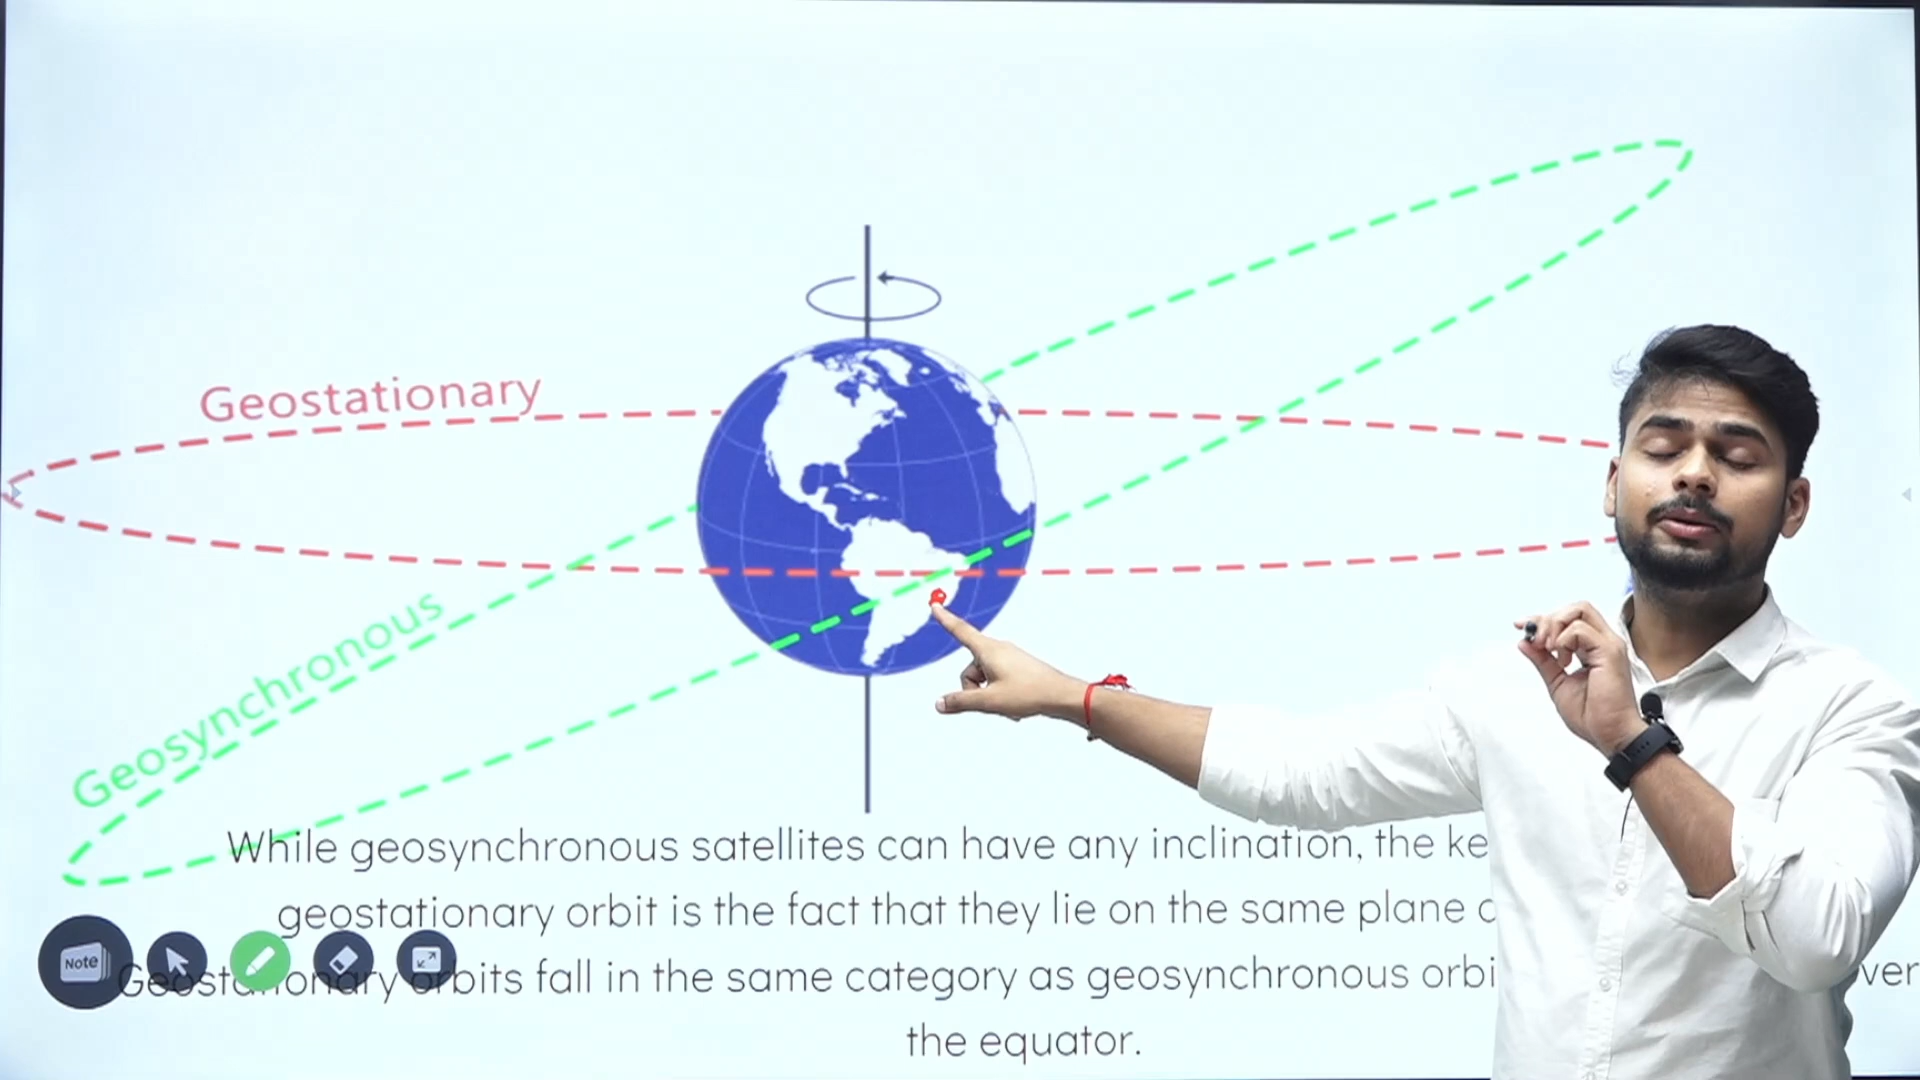 Geostationary
Geosynchronous
While geosynchronous satellites can have any inclination, the ke
geostationary orbit is the fact that they lie on the same plane
Geostationary orbits fall in the same category as geosynchronous orbi ver
the equator.
Note